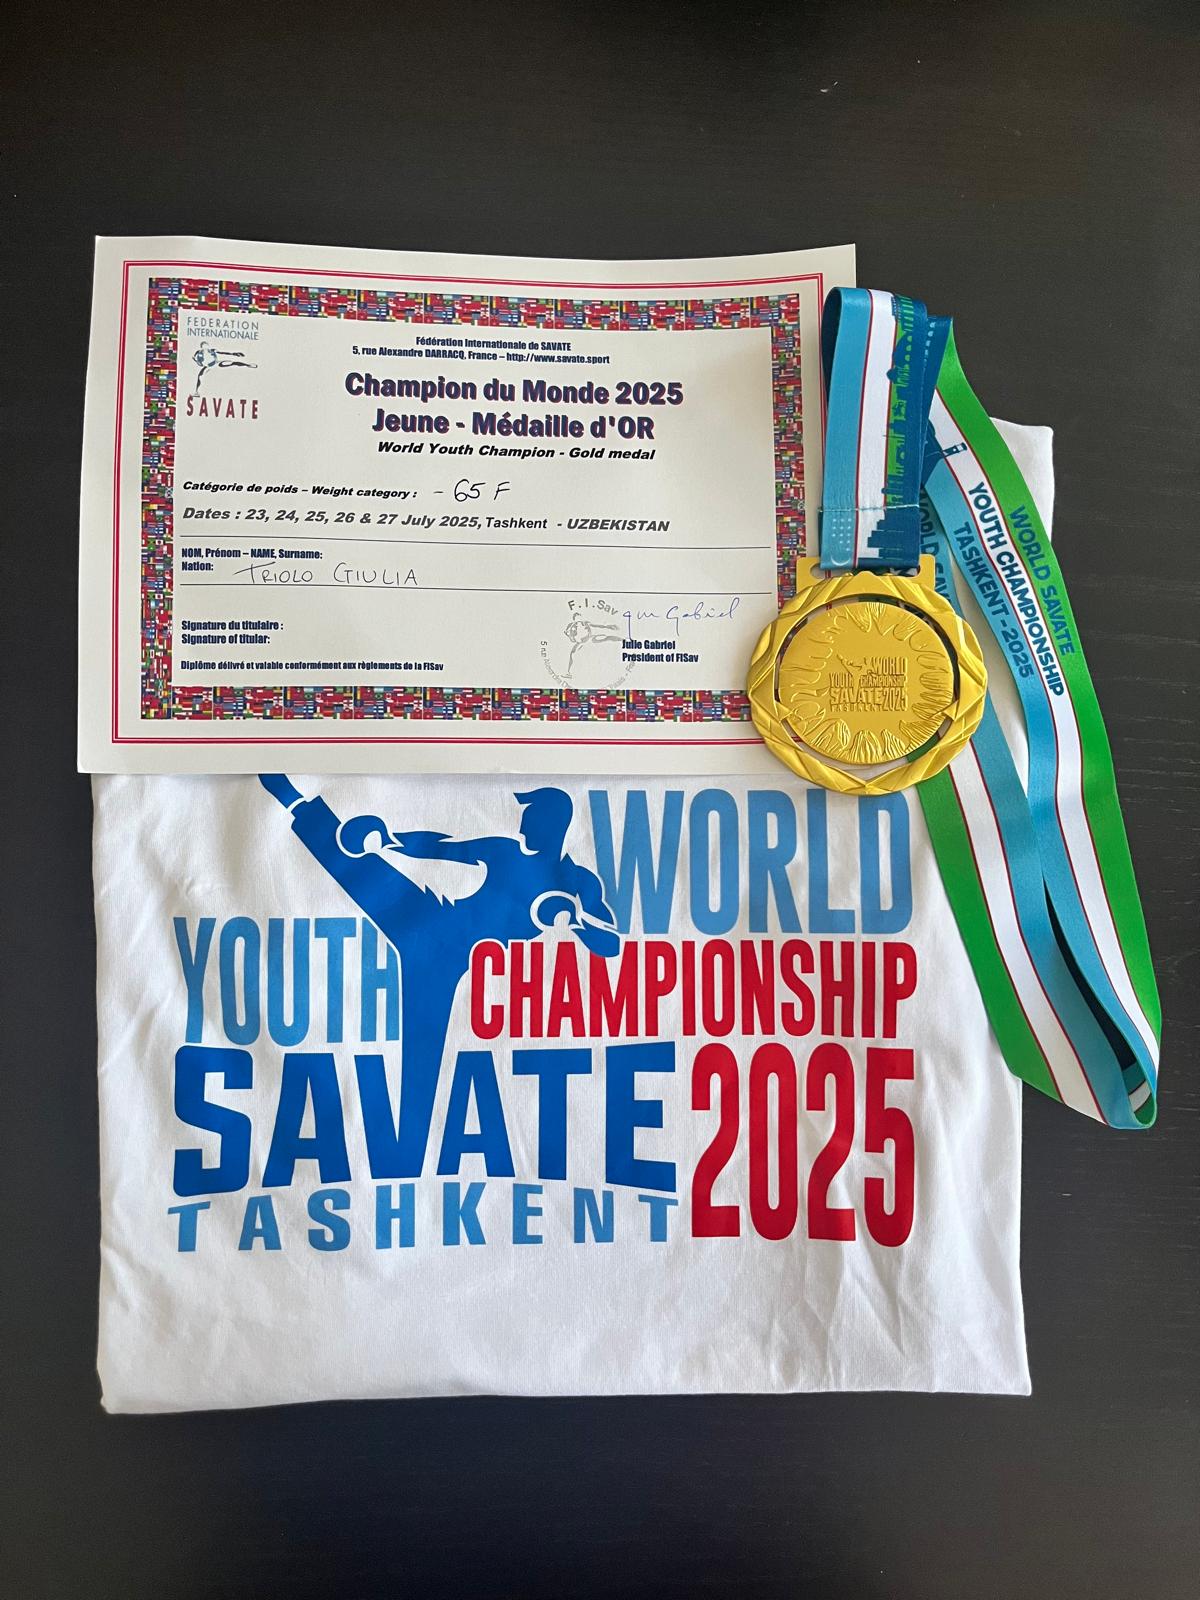 FEDERATION
INTERNATIONALE
SAVATE
Fédération Internationale de SAVATE
5, rue Alexandre DARRACQ, France – http://www.savate.sport
Champion du Monde 2025
Jeune - Médaille d'OR
World Youth Champion - Gold medal
Catégorie de poids – Weight category : - 65 F
Dates : 23, 24, 25, 26 & 27 July 2025, Tashkent - UZBEKISTAN
NOM, Prénom – NAME, Surname:
Nation: TRIOLO GIULIA
Signature du titulaire :
Signature of titular:
F.I.Sav
Gabriel
Julie Gabriel
President of FISav
Diplôme délivré et valable conformément aux règlements de la FISav
WORLD SAVATE
YOUTH CHAMPIONSHIP
TASHKENT - 2025
WORLD
YOUTH CHAMPIONSHIP
SAVATE 2025
TASHKENT
WORLD
YOUTH CHAMPIONSHIP
SAVATE 2025
TASHKENT